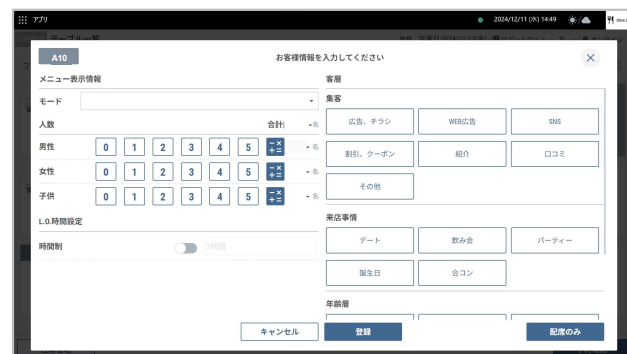 アプリ
2024/12/11 (水) 14:49
A10
お客様情報を入力してください
メニュー表示情報
モード
人数 合計 -名
男性 0 1 2 3 4 5 - 名
女性 0 1 2 3 4 5 - 名
子供 0 1 2 3 4 5 - 名
L.O.時間設定
時間制 2時間
客層
集客
広告、チラシ WEB広告 SNS
割引、クーポン 紹介 口コミ
その他
来店事情
デート 飲み会 パーティー
誕生日 合コン
年齢層
キャンセル 登録 配席のみ